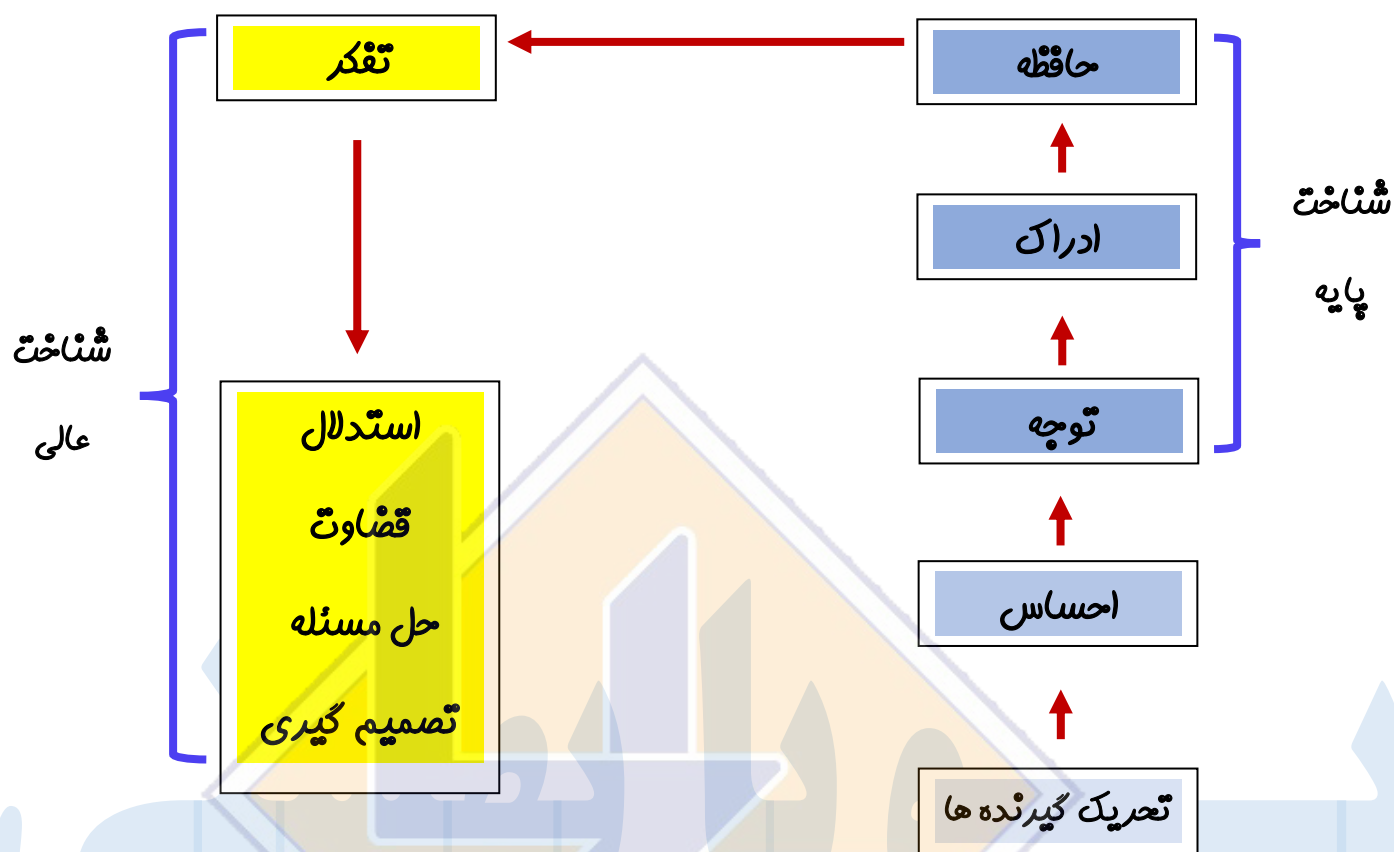 حافظه
تفکر
ادراک
شناخت
پایه
توجه
احساس
تحریک گیرنده ها
شناخت
عالی
استدلال
قضاوت
حل مسئله
تصمیم گیری